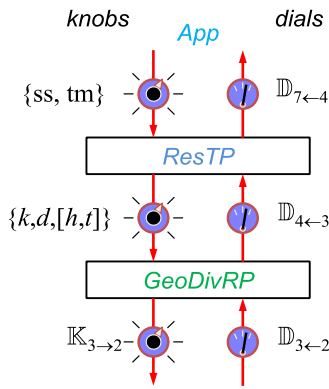 knobs App dials
{ss, tm} 𝔻7←4
ResTP
{k,d,[h,t]} 𝔻4←3
GeoDivRP
𝕂3→2 𝔻3←2